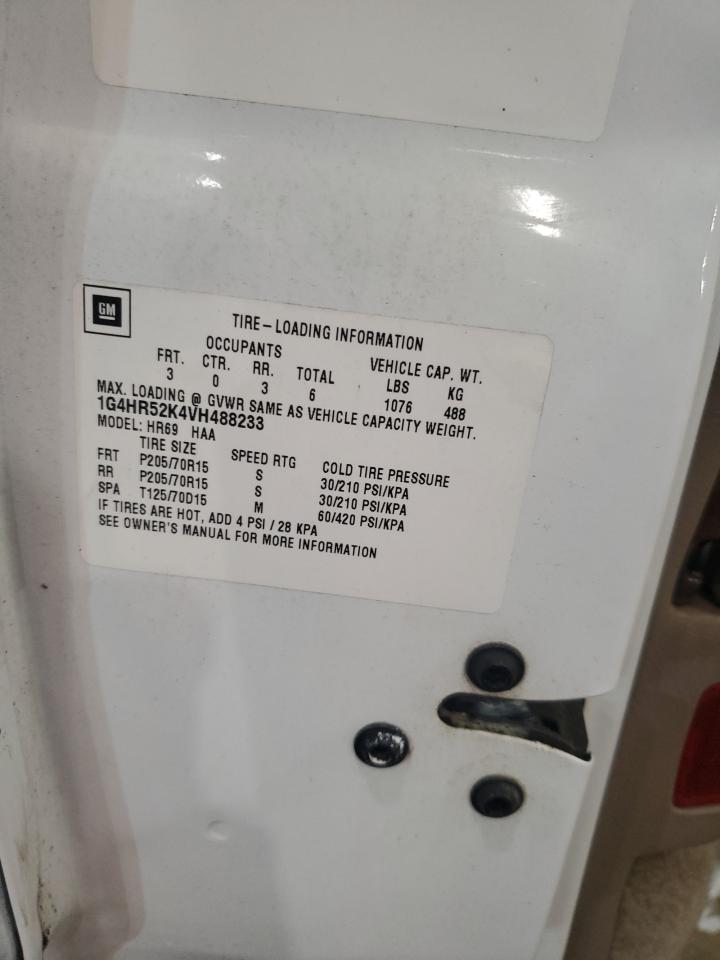 GM
TIRE-LOADING INFORMATION
OCCUPANTS VEHICLE CAP. WT.
FRT. CTR. RR. TOTAL LBS KG
3 0 3 6 1076 488
MAX. LOADING @ GVWR SAME AS VEHICLE CAPACITY WEIGHT.
1G4HR52K4VH488233
MODEL: HR69 HAA
TIRE SIZE SPEED RTG COLD TIRE PRESSURE
FRT P205/70R15 S 30/210 PSI/KPA
RR P205/70R15 S 30/210 PSI/KPA
SPA T125/70D15 M 60/420 PSI/KPA
IF TIRES ARE HOT, ADD 4 PSI / 28 KPA
SEE OWNER'S MANUAL FOR MORE INFORMATION